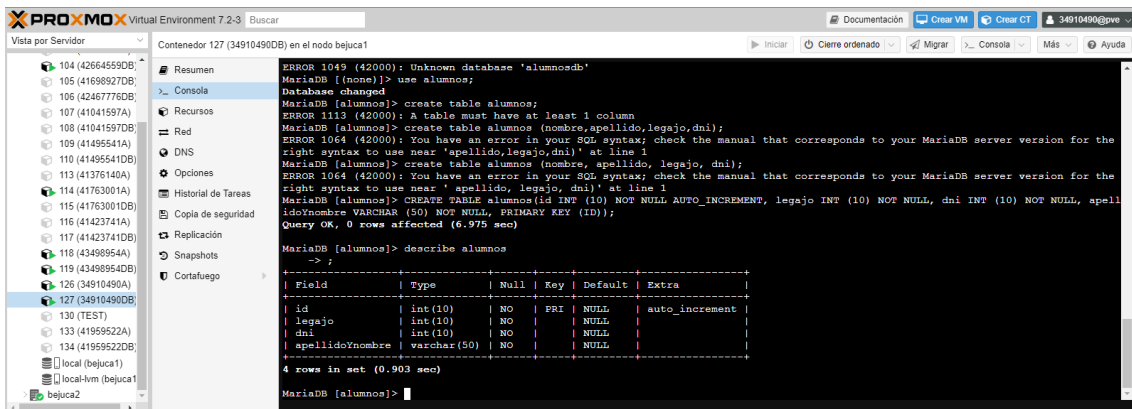 PROXMOX Virtual Environment 7.2-3 Buscar
Documentación Crear VM Crear CT 34910490@pve
Vista por Servidor
Contenedor 127 (34910490DB) en el nodo bejuca1
Iniciar Cierre ordenado Migrar Consola Más Ayuda
104 (42664559DB)
105 (41698927DB)
106 (42467776DB)
107 (41041597A)
108 (41041597DB)
109 (41495541A)
110 (41495541DB)
113 (41376140A)
114 (41763001A)
115 (41763001DB)
116 (41423741A)
117 (41423741DB)
118 (43498954A)
119 (43498954DB)
126 (34910490A)
127 (34910490DB)
130 (TEST)
133 (41959522A)
134 (41959522DB)
local (bejuca1)
local-lvm (bejuca1
bejuca2
Resumen
>_ Consola
Recursos
Red
DNS
Opciones
Historial de Tareas
Copia de seguridad
Replicación
Snapshots
Cortafuego
ERROR 1049 (42000): Unknown database 'alumnosdb'
MariaDB [(none)]> use alumnos;
Database changed
MariaDB [alumnos]> create table alumnos;
ERROR 1113 (42000): A table must have at least 1 column
MariaDB [alumnos]> create table alumnos (nombre,apellido,legajo,dni);
ERROR 1064 (42000): You have an error in your SQL syntax; check the manual that corresponds to your MariaDB server version for the
right syntax to use near 'apellido,legajo,dni)' at line 1
MariaDB [alumnos]> create table alumnos (nombre, apellido, legajo, dni);
ERROR 1064 (42000): You have an error in your SQL syntax; check the manual that corresponds to your MariaDB server version for the
right syntax to use near ' apellido, legajo, dni)' at line 1
MariaDB [alumnos]> CREATE TABLE alumnos(id INT (10) NOT NULL AUTO_INCREMENT, legajo INT (10) NOT NULL, dni INT (10) NOT NULL, apell
idoYnombre VARCHAR (50) NOT NULL, PRIMARY KEY (ID));
Query OK, 0 rows affected (6.975 sec)
MariaDB [alumnos]> describe alumnos
-> ;
+----------------+-------------+------+-----+---------+----------------+
| Field | Type | Null | Key | Default | Extra |
+----------------+-------------+------+-----+---------+----------------+
| id | int(10) | NO | PRI | NULL | auto_increment |
| legajo | int(10) | NO | | NULL | |
| dni | int(10) | NO | | NULL | |
| apellidoYnombre | varchar(50) | NO | | NULL | |
+----------------+-------------+------+-----+---------+----------------+
4 rows in set (0.903 sec)
MariaDB [alumnos]>